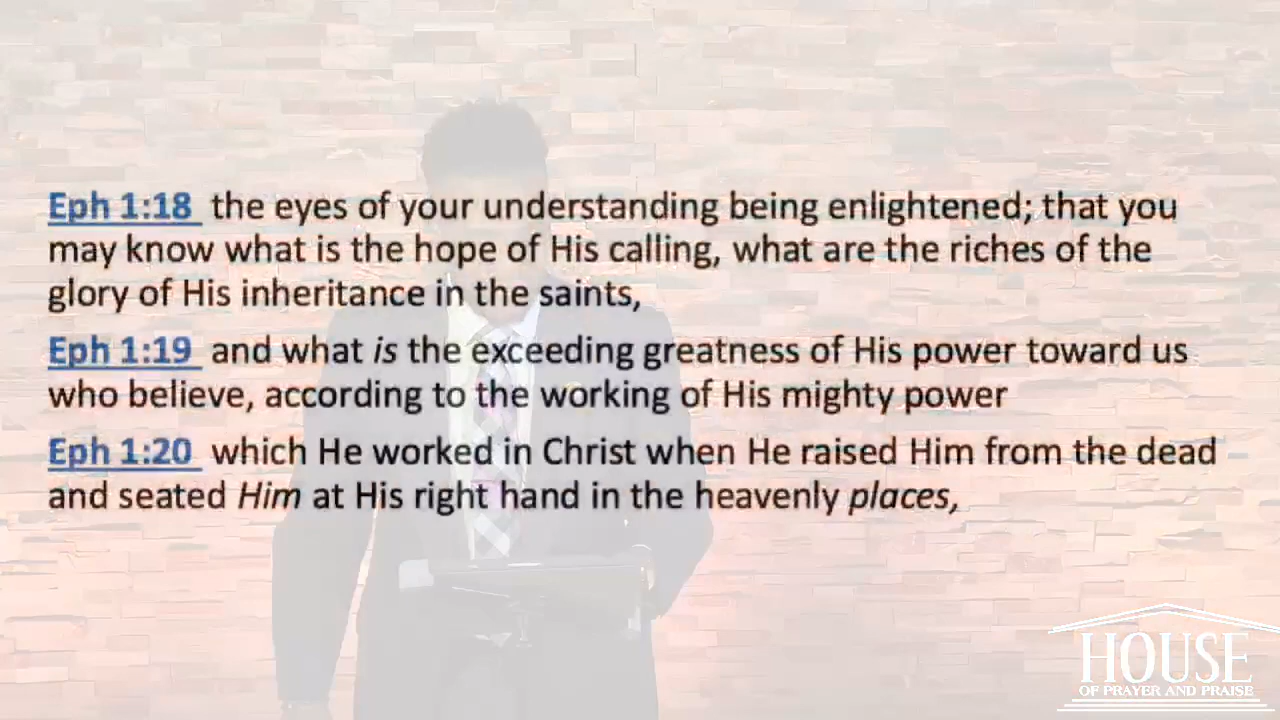 Eph 1:18 the eyes of your understanding being enlightened; that you
may know what is the hope of His calling, what are the riches of the
glory of His inheritance in the saints,
Eph 1:19 and what is the exceeding greatness of His power toward us
who believe, according to the working of His mighty power
Eph 1:20 which He worked in Christ when He raised Him from the dead
and seated Him at His right hand in the heavenly places,
HOUSE
OF PRAYER AND PRAISE